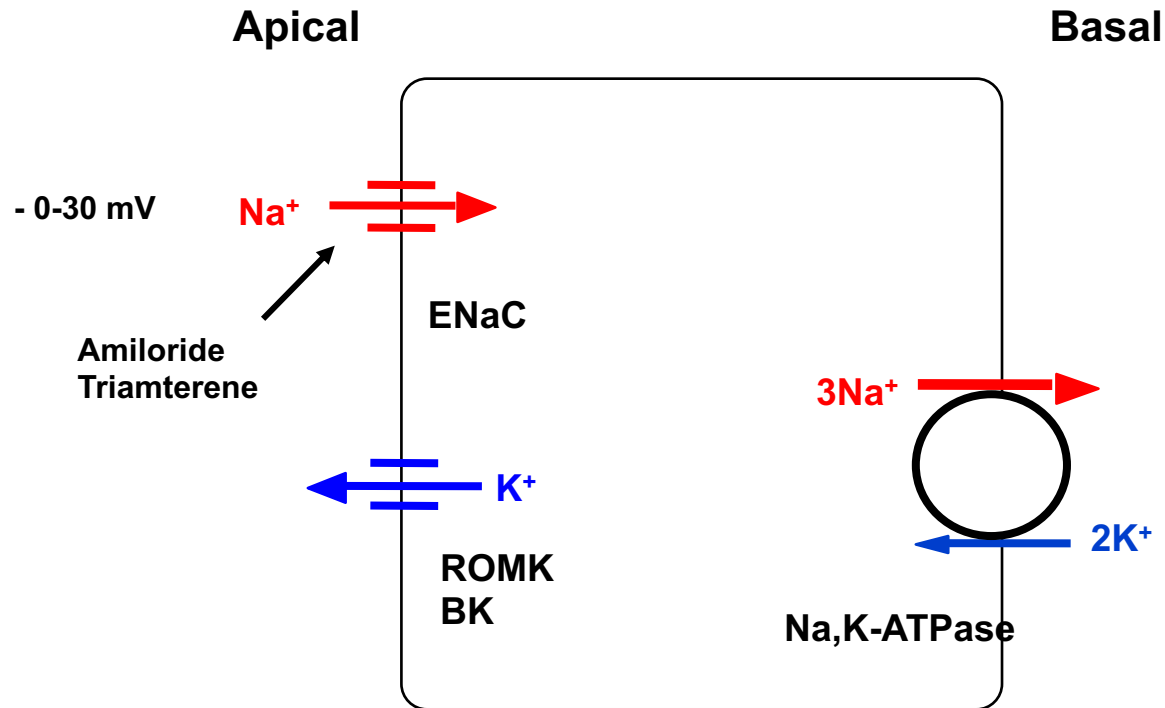 Apical
Basal
- 0-30 mV
Na⁺
ENaC
Amiloride
Triamterene
3Na⁺
K⁺
2K⁺
ROMK
BK
Na,K-ATPase